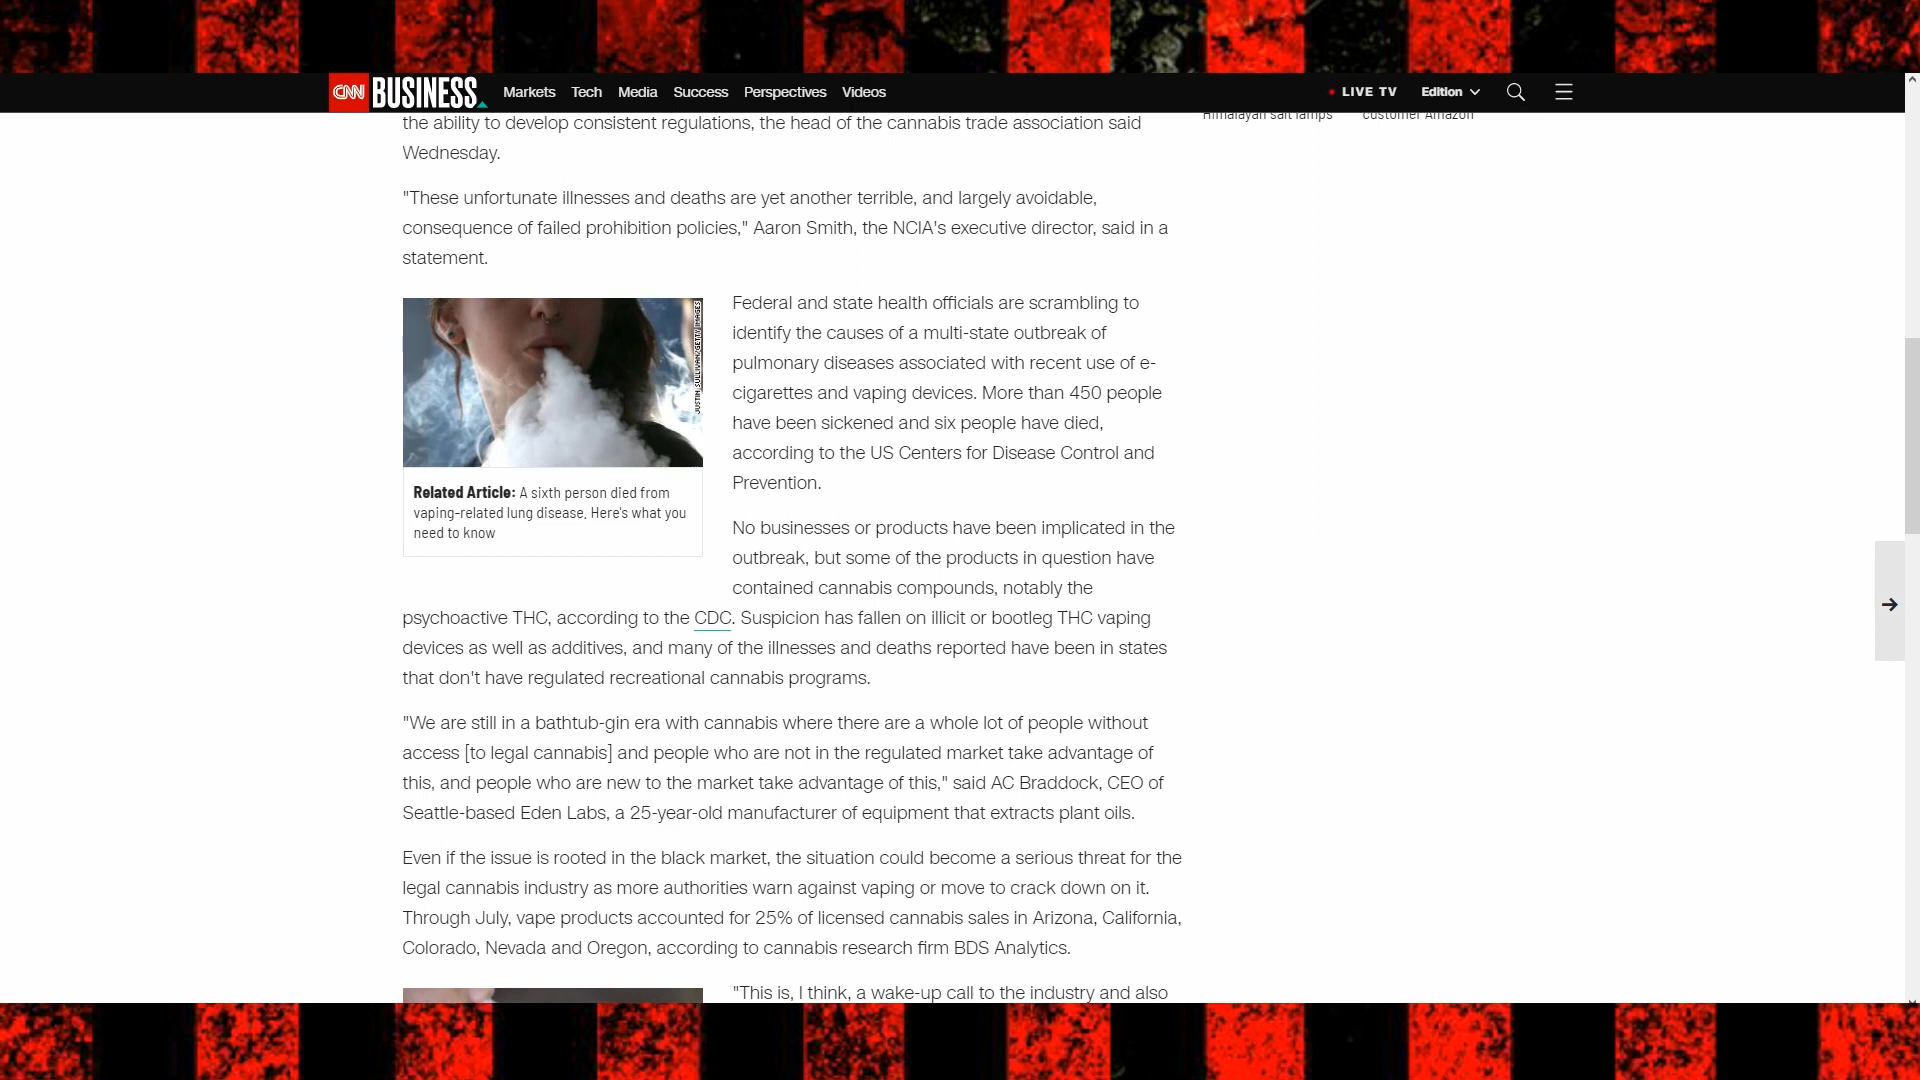 CNN BUSINESS Markets Tech Media Success Perspectives Videos LIVE TV Edition
the ability to develop consistent regulations, the head of the cannabis trade association said
Wednesday.
Himalayan salt lamps customer Amazon
"These unfortunate illnesses and deaths are yet another terrible, and largely avoidable,
consequence of failed prohibition policies," Aaron Smith, the NCIA's executive director, said in a
statement.
JUSTIN SULLIVAN/GETTY IMAGES
Related Article: A sixth person died from
vaping-related lung disease. Here's what you
need to know
Federal and state health officials are scrambling to
identify the causes of a multi-state outbreak of
pulmonary diseases associated with recent use of e-
cigarettes and vaping devices. More than 450 people
have been sickened and six people have died,
according to the US Centers for Disease Control and
Prevention.
No businesses or products have been implicated in the
outbreak, but some of the products in question have
contained cannabis compounds, notably the
psychoactive THC, according to the CDC. Suspicion has fallen on illicit or bootleg THC vaping
devices as well as additives, and many of the illnesses and deaths reported have been in states
that don't have regulated recreational cannabis programs.
"We are still in a bathtub-gin era with cannabis where there are a whole lot of people without
access [to legal cannabis] and people who are not in the regulated market take advantage of
this, and people who are new to the market take advantage of this," said AC Braddock, CEO of
Seattle-based Eden Labs, a 25-year-old manufacturer of equipment that extracts plant oils.
Even if the issue is rooted in the black market, the situation could become a serious threat for the
legal cannabis industry as more authorities warn against vaping or move to crack down on it.
Through July, vape products accounted for 25% of licensed cannabis sales in Arizona, California,
Colorado, Nevada and Oregon, according to cannabis research firm BDS Analytics.
"This is, I think, a wake-up call to the industry and also